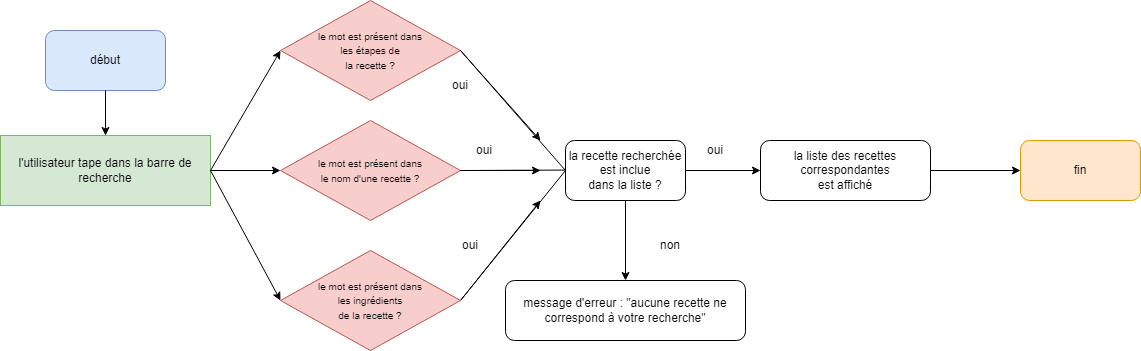 début
l'utilisateur tape dans la barre de
recherche
le mot est présent dans
les étapes de
la recette ?
oui
le mot est présent dans
le nom d'une recette ?
oui
le mot est présent dans
les ingrédients
de la recette ?
oui
la recette recherchée
est inclue
dans la liste ?
oui
non
message d'erreur : "aucune recette ne
correspond à votre recherche"
la liste des recettes
correspondantes
est affiché
fin